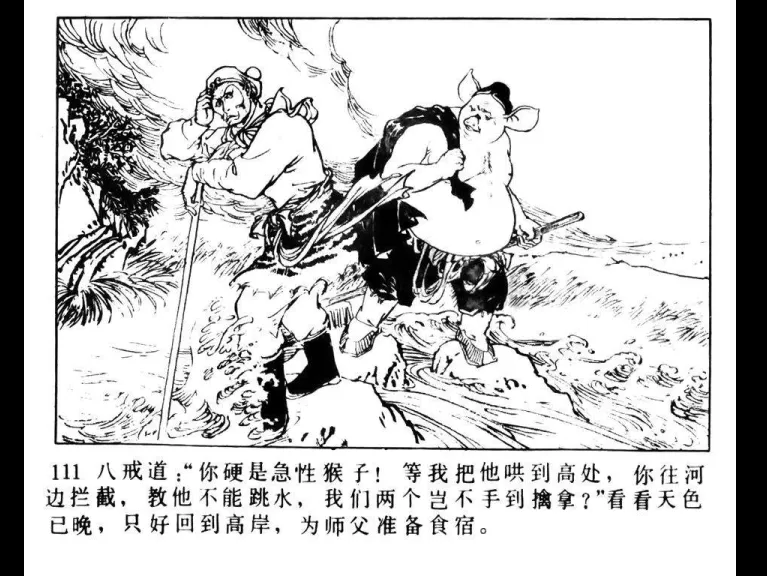 111 八戒道：“你硬是急性猴子！等我把他哄到高处，你往河
边拦截，教他不能跳水，我们两个岂不手到擒拿？”看看天色
已晚，只好回到高岸，为师父准备食宿。